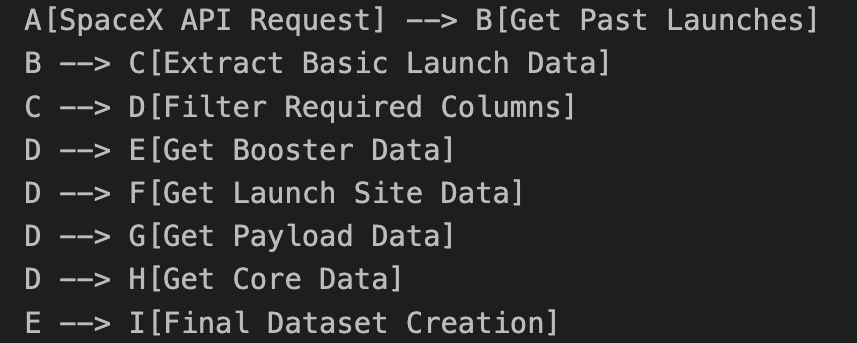 A[SpaceX API Request] --> B[Get Past Launches]
B --> C[Extract Basic Launch Data]
C --> D[Filter Required Columns]
D --> E[Get Booster Data]
D --> F[Get Launch Site Data]
D --> G[Get Payload Data]
D --> H[Get Core Data]
E --> I[Final Dataset Creation]